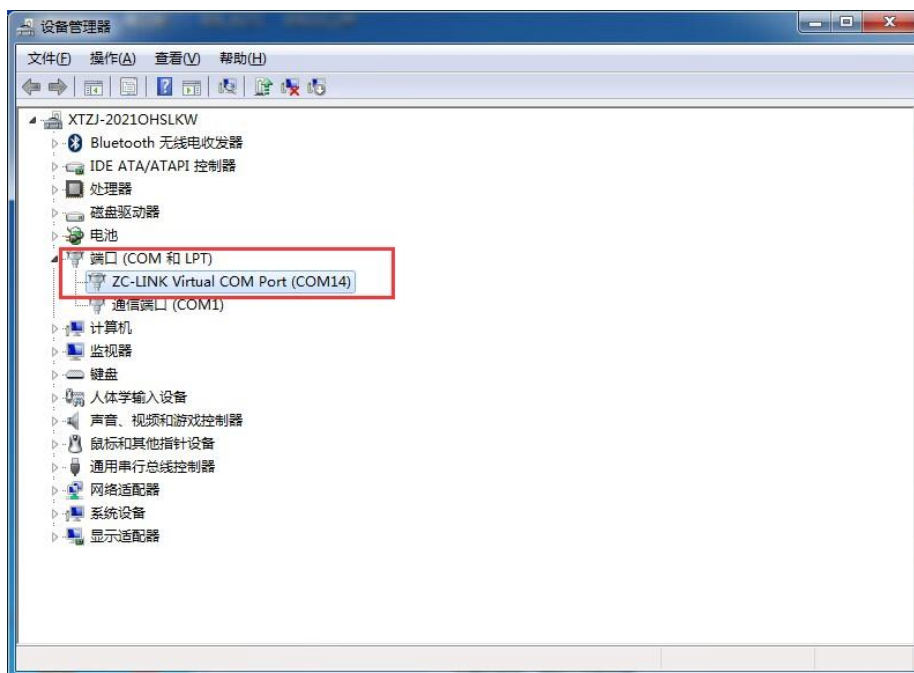 设备管理器
文件(F) 操作(A) 查看(V) 帮助(H)
XTZJ-2021OHSLKW
Bluetooth 无线电收发器
IDE ATA/ATAPI 控制器
处理器
磁盘驱动器
电池
端口 (COM 和 LPT)
ZC-LINK Virtual COM Port (COM14)
通信端口 (COM1)
计算机
监视器
键盘
人体学输入设备
声音、视频和游戏控制器
鼠标和其他指针设备
通用串行总线控制器
网络适配器
系统设备
显示适配器